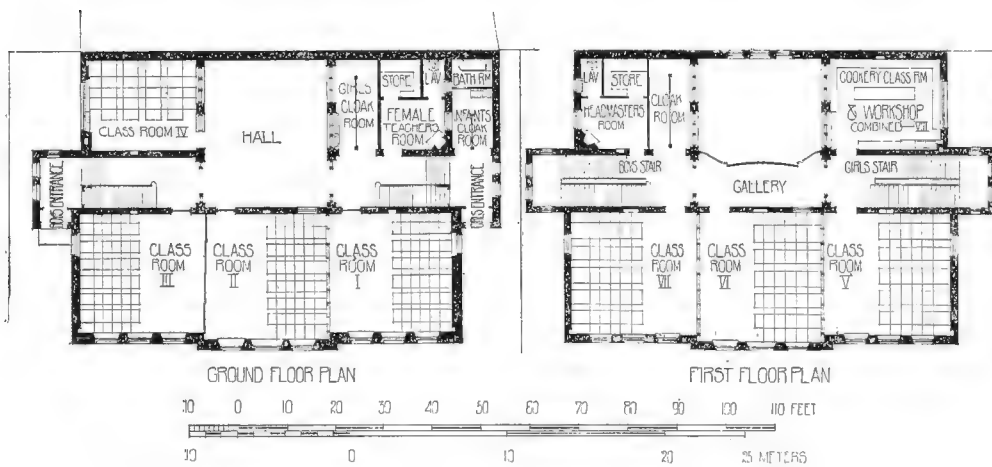 CLASS ROOM IV
HALL
GIRLS
CLOAK
ROOM
STORE
LAV
BATH RM
FEMALE
TEACHERS
ROOM
INFANTS
CLOAK
ROOM
BOYS ENTRANCE
GIRLS ENTRANCE
CLASS
ROOM
III
CLASS
ROOM
II
CLASS
ROOM
I
GROUND FLOOR PLAN
LAV
STORE
HEADMASTERS
ROOM
CLOAK
ROOM
COOKERY CLASS RM
& WORKSHOP
COMBINED VIII
BOYS STAIR
GALLERY
GIRLS STAIR
CLASS
ROOM
VII
CLASS
ROOM
VI
CLASS
ROOM
V
FIRST FLOOR PLAN
10 0 10 20 30 40 50 60 70 80 90 100 110 FEET
10 0 10 20 25 METERS